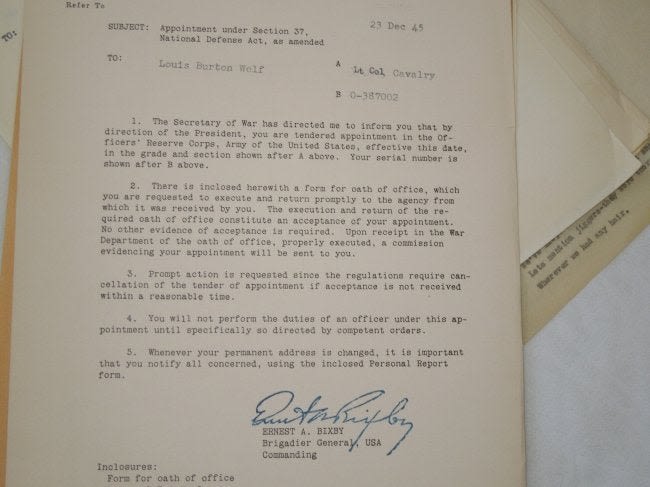 Refer To
SUBJECT: Appointment under Section 37, 23 Dec 45
National Defense Act, as amended
TO: Louis Burton Wolf A Lt Col, Cavalry
B O-387002
1. The Secretary of War has directed me to inform you that by
direction of the President, you are tendered appointment in the Of-
ficers' Reserve Corps, Army of the United States, effective this date,
in the grade and section shown after A above. Your serial number is
shown after B above.
2. There is inclosed herewith a form for oath of office, which
you are requested to execute and return promptly to the agency from
which it was received by you. The execution and return of the re-
quired oath of office constitute an acceptance of your appointment.
No other evidence of acceptance is required. Upon receipt in the War
Department of the oath of office, properly executed, a commission
evidencing your appointment will be sent to you.
3. Prompt action is requested since the regulations require can-
cellation of the tender of appointment if acceptance is not received
within a reasonable time.
4. You will not perform the duties of an officer under this ap-
pointment until specifically so directed by competent orders.
5. Whenever your permanent address is changed, it is important
that you notify all concerned, using the inclosed Personal Report
form.
ERNEST A. BIXBY
Brigadier General, USA
Commanding
Inclosures:
Form for oath of office
TO:
Lets mention
Wherever we had any hair.